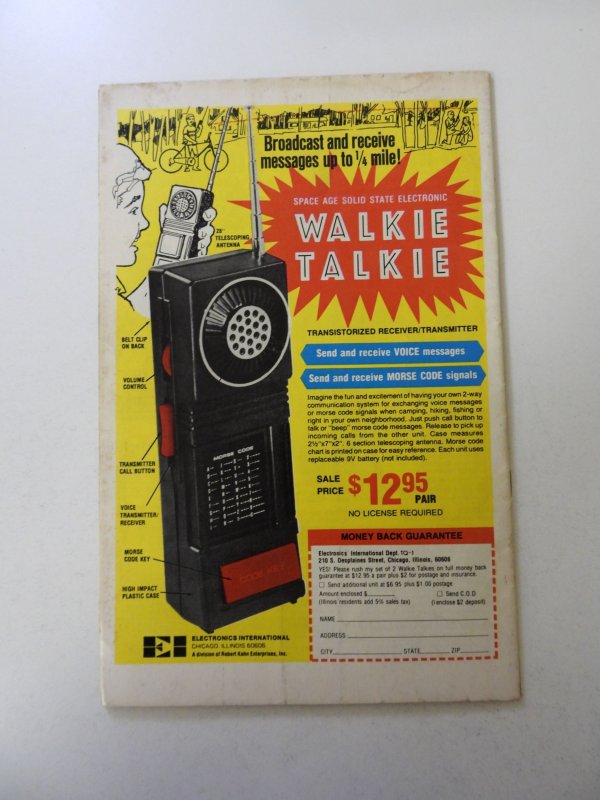 Broadcast and receive
messages up to 1/4 mile!
SPACE AGE SOLID STATE ELECTRONIC
WALKIE
TALKIE
28"
TELESCOPING
ANTENNA
BELT CLIP
ON BACK
VOLUME
CONTROL
TRANSMITTER
CALL BUTTON
VOICE
TRANSMITTER/
RECEIVER
MORSE
CODE KEY
HIGH IMPACT
PLASTIC CASE
MORSE CODE
CODE KEY
TRANSISTORIZED RECEIVER/TRANSMITTER
Send and receive VOICE messages
Send and receive MORSE CODE signals
Imagine the fun and excitement of having your own 2-way
communication system for exchanging voice messages
or morse code signals when camping, hiking, fishing or
right in your own neighborhood. Just push call button to
talk or "beep" morse code messages. Release to pick up
incoming calls from the other unit. Case measures
2½"x7"x2". 6 section telescoping antenna. Morse code
chart is printed on case for easy reference. Each unit uses
replaceable 9V battery (not included).
SALE
PRICE $12.95
PAIR
NO LICENSE REQUIRED
MONEY BACK GUARANTEE
Electronics International Dept. TQ-1
210 S. Desplaines Street, Chicago, Illinois, 60606
YES! Please rush my set of 2 Walkie Talkies on full money back
guarantee at $12.95 a pair plus $2 for postage and insurance.
☐ Send additional unit at $6.95 plus $1.00 postage
Amount enclosed $ ☐ Send C.O.D
(Illinois residents add 5% sales tax) (I enclose $2 deposit)
NAME
ADDRESS
CITY STATE ZIP
EI
ELECTRONICS INTERNATIONAL
CHICAGO, ILLINOIS 60606
A division of Robert Kahn Enterprises, Inc.